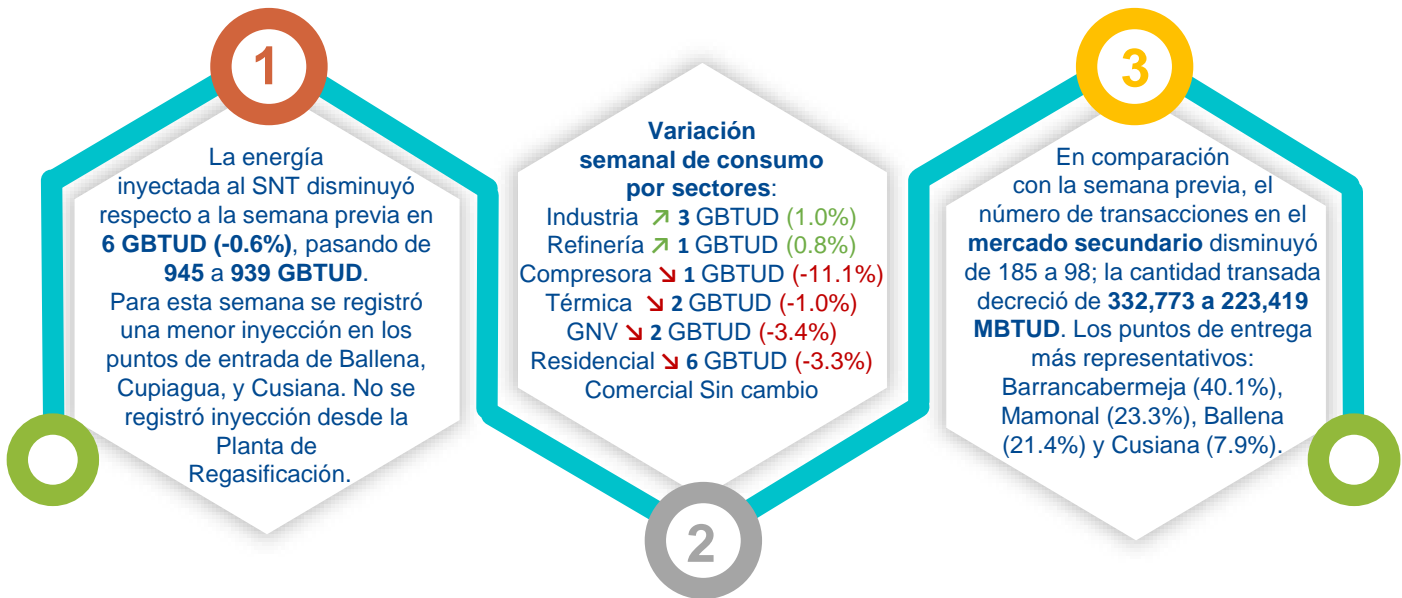 1
La energía
inyectada al SNT disminuyó
respecto a la semana previa en
6 GBTUD (-0.6%), pasando de
945 a 939 GBTUD.
Para esta semana se registró
una menor inyección en los
puntos de entrada de Ballena,
Cupiagua, y Cusiana. No se
registró inyección desde la
Planta de
Regasificación.
Variación
semanal de consumo
por sectores:
Industria ↗ 3 GBTUD (1.0%)
Refinería ↗ 1 GBTUD (0.8%)
Compresora ↘ 1 GBTUD (-11.1%)
Térmica ↘ 2 GBTUD (-1.0%)
GNV ↘ 2 GBTUD (-3.4%)
Residencial ↘ 6 GBTUD (-3.3%)
Comercial Sin cambio
2
3
En comparación
con la semana previa, el
número de transacciones en el
mercado secundario disminuyó
de 185 a 98; la cantidad transada
decreció de 332,773 a 223,419
MBTUD. Los puntos de entrega
más representativos:
Barrancabermeja (40.1%),
Mamonal (23.3%), Ballena
(21.4%) y Cusiana (7.9%).